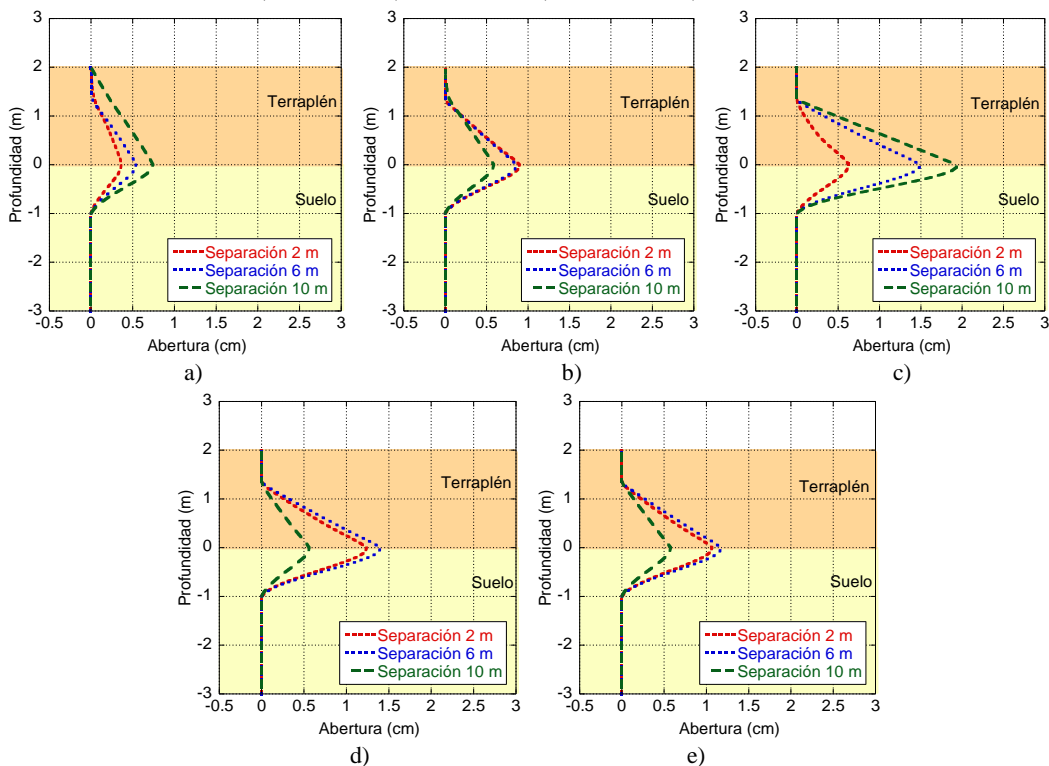 3
2
1
0
-1
-2
-3
Profundidad (m)
Terraplén
Suelo
Separación 2 m
Separación 6 m
Separación 10 m
-0.5 0 0.5 1 1.5 2 2.5 3
Abertura (cm)
a)
3
2
1
0
-1
-2
-3
Profundidad (m)
Terraplén
Suelo
Separación 2 m
Separación 6 m
Separación 10 m
-0.5 0 0.5 1 1.5 2 2.5 3
Abertura (cm)
b)
3
2
1
0
-1
-2
-3
Profundidad (m)
Terraplén
Suelo
Separación 2 m
Separación 6 m
Separación 10 m
-0.5 0 0.5 1 1.5 2 2.5 3
Abertura (cm)
c)
3
2
1
0
-1
-2
-3
Profundidad (m)
Terraplén
Suelo
Separación 2 m
Separación 6 m
Separación 10 m
-0.5 0 0.5 1 1.5 2 2.5 3
Abertura (cm)
d)
3
2
1
0
-1
-2
-3
Profundidad (m)
Terraplén
Suelo
Separación 2 m
Separación 6 m
Separación 10 m
-0.5 0 0.5 1 1.5 2 2.5 3
Abertura (cm)
e)